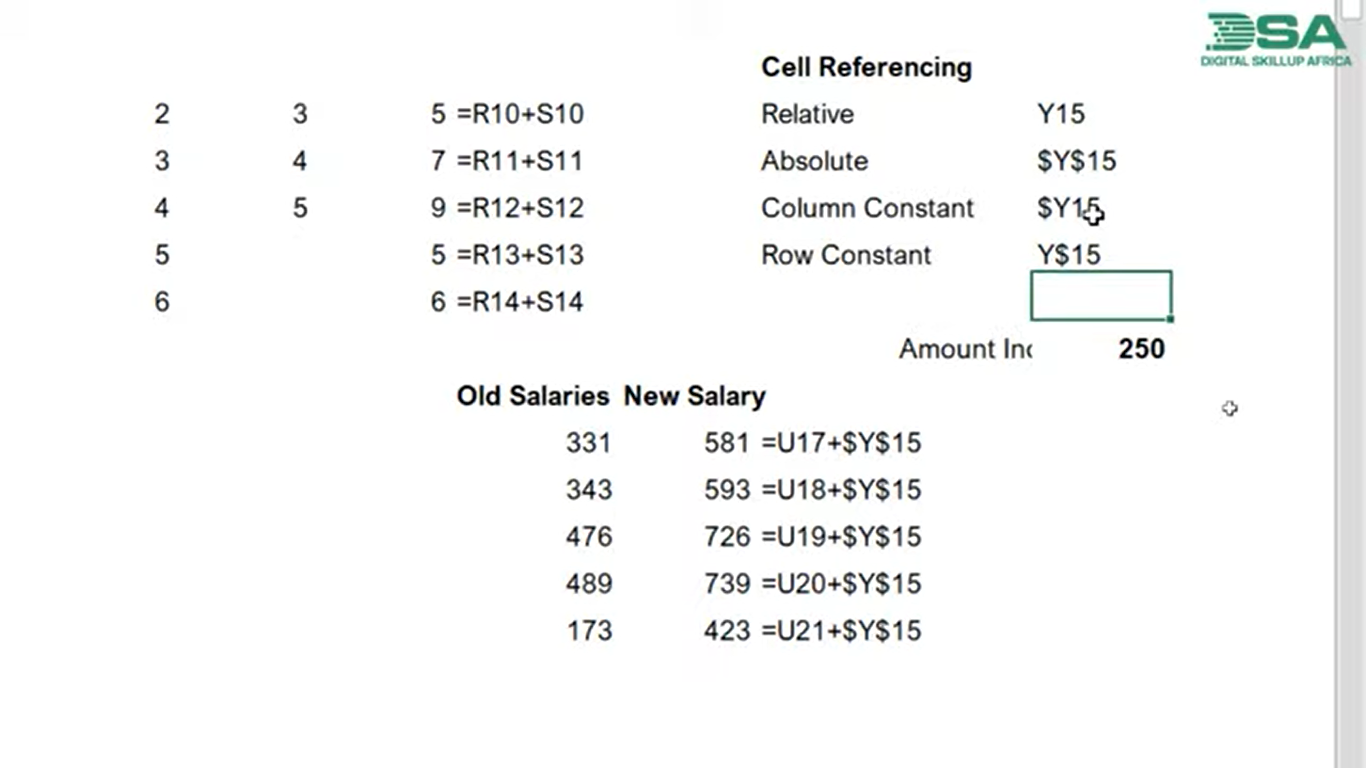 DSA
DIGITAL SKILLUP AFRICA
Cell Referencing
2 3 5 =R10+S10 Relative Y15
3 4 7 =R11+S11 Absolute $Y$15
4 5 9 =R12+S12 Column Constant $Y15
5 5 =R13+S13 Row Constant Y$15
6 6 =R14+S14
Amount Inc 250
Old Salaries New Salary
331 581 =U17+$Y$15
343 593 =U18+$Y$15
476 726 =U19+$Y$15
489 739 =U20+$Y$15
173 423 =U21+$Y$15